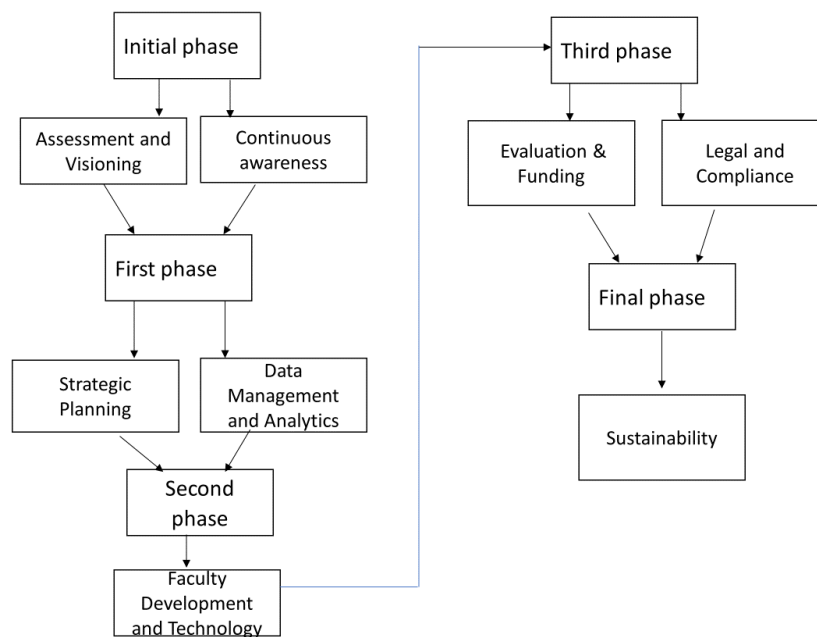 Initial phase
Assessment and
Visioning
Continuous
awareness
First phase
Strategic
Planning
Data
Management
and Analytics
Second
phase
Faculty
Development
and Technology
Third phase
Evaluation &
Funding
Legal and
Compliance
Final phase
Sustainability